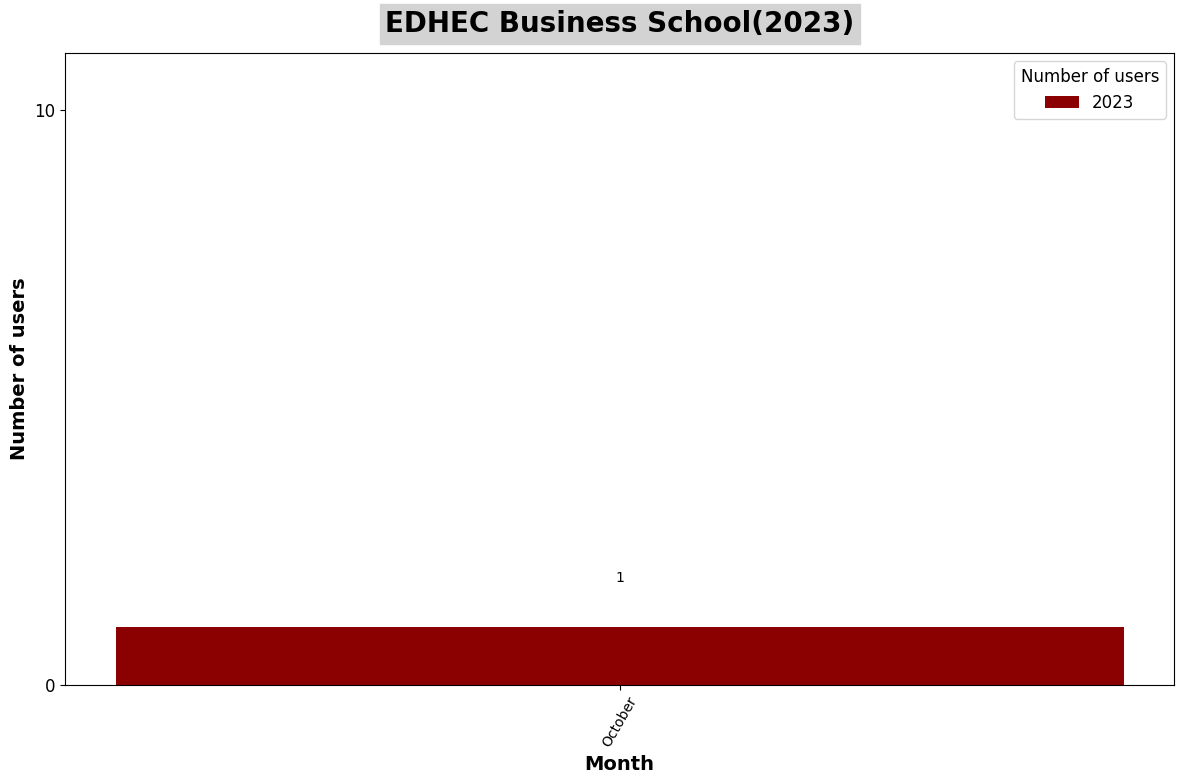 EDHEC Business School(2023)
Number of users
2023
10
Number of users
1
0
October
Month